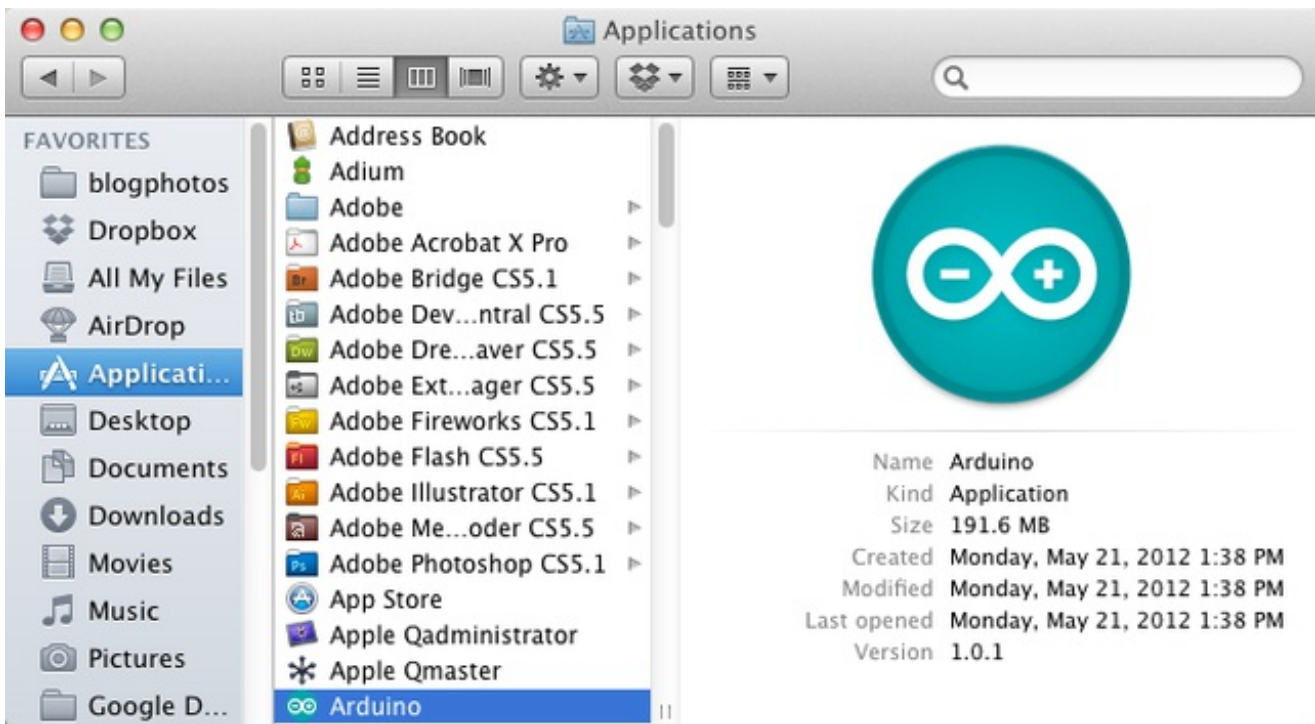 Applications
FAVORITES
blogphotos
Dropbox
All My Files
AirDrop
Applicati...
Desktop
Documents
Downloads
Movies
Music
Pictures
Google D...
Address Book
Adium
Adobe
Adobe Acrobat X Pro
Adobe Bridge CS5.1
Adobe Dev...ntral CS5.5
Adobe Dre...aver CS5.5
Adobe Ext...ager CS5.5
Adobe Fireworks CS5.1
Adobe Flash CS5.5
Adobe Illustrator CS5.1
Adobe Me...oder CS5.5
Adobe Photoshop CS5.1
App Store
Apple Qadministrator
Apple Qmaster
Arduino
Name Arduino
Kind Application
Size 191.6 MB
Created Monday, May 21, 2012 1:38 PM
Modified Monday, May 21, 2012 1:38 PM
Last opened Monday, May 21, 2012 1:38 PM
Version 1.0.1